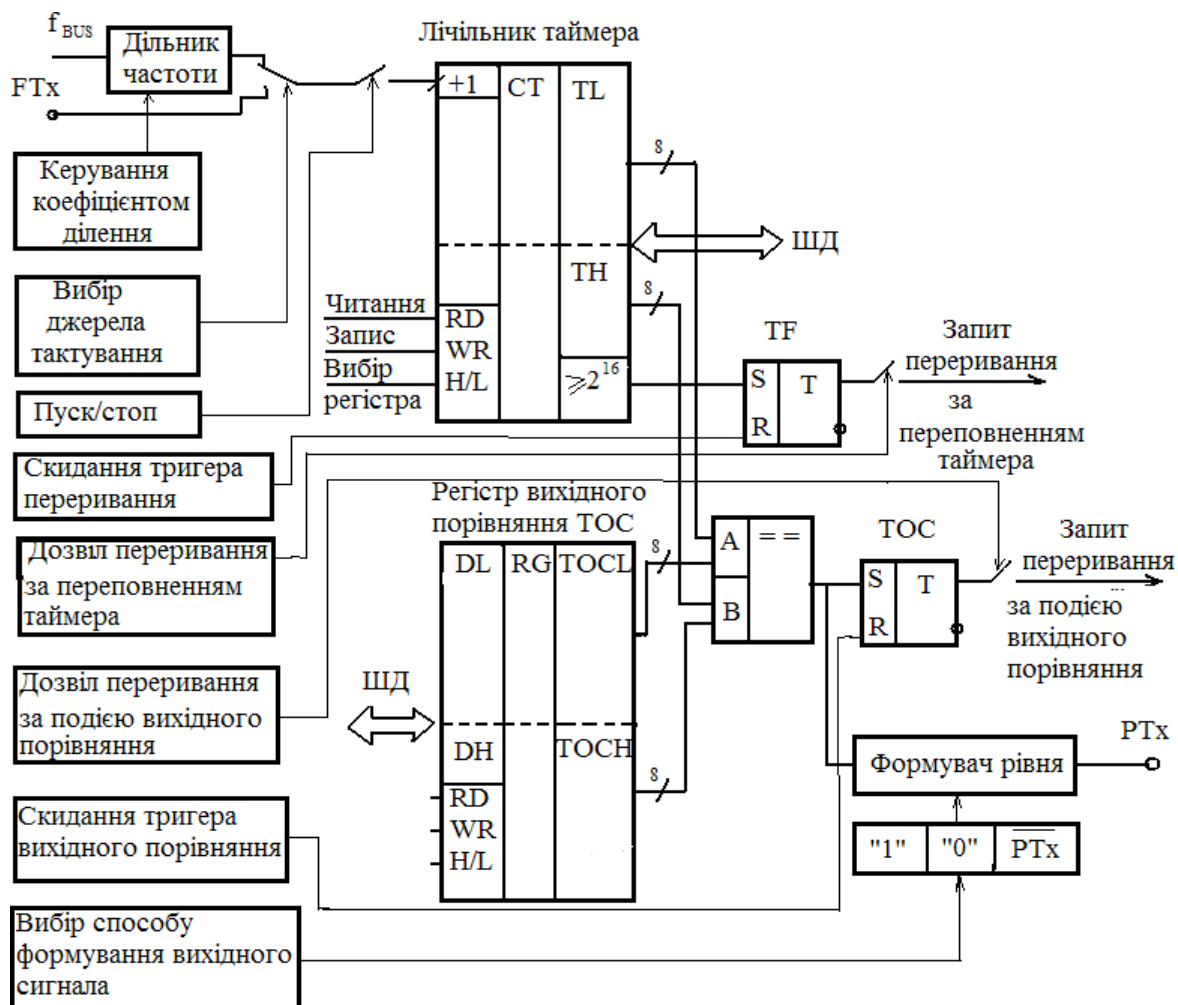 f BUS
Дільник
частоти
FTx
Керування
коефіцієнтом
ділення
Вибір
джерела
тактування
Пуск/стоп
Скидання тригера
переривання
Дозвіл переривання
за переповненням
таймера
Дозвіл переривання
за подією вихідного
порівняння
Скидання тригера
вихідного порівняння
Вибір способу
формування вихідного
сигнала
Лічільник таймера
+1 CT TL
8
ШД
TH
8
Читання
Запис
Вибір
регістра
RD
WR
H/L
⩾2^16
TF
S T
R
Запит
переривання
за
переповненням
таймера
Регістр вихідного
порівняння TOC
DL RG TOCL
8
ШД
DH TOCH
8
RD
WR
H/L
A = =
B
TOC
S T
R
Запит
переривання
за подією
вихідного
порівняння
PTx
Формувач рівня
"1" "0" P̅T̅x̅